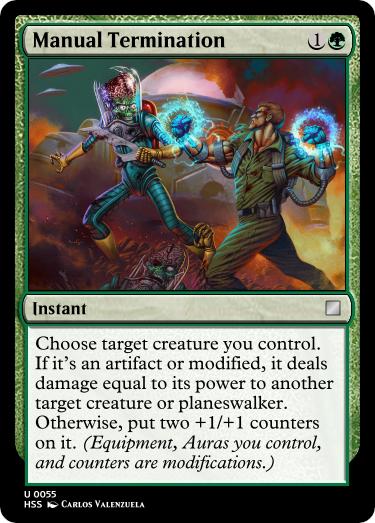 Manual Termination 1
Instant
Choose target creature you control.
If it's an artifact or modified, it deals
damage equal to its power to another
target creature or planeswalker.
Otherwise, put two +1/+1 counters
on it. (Equipment, Auras you control,
and counters are modifications.)
U 0055
HSS Carlos Valenzuela